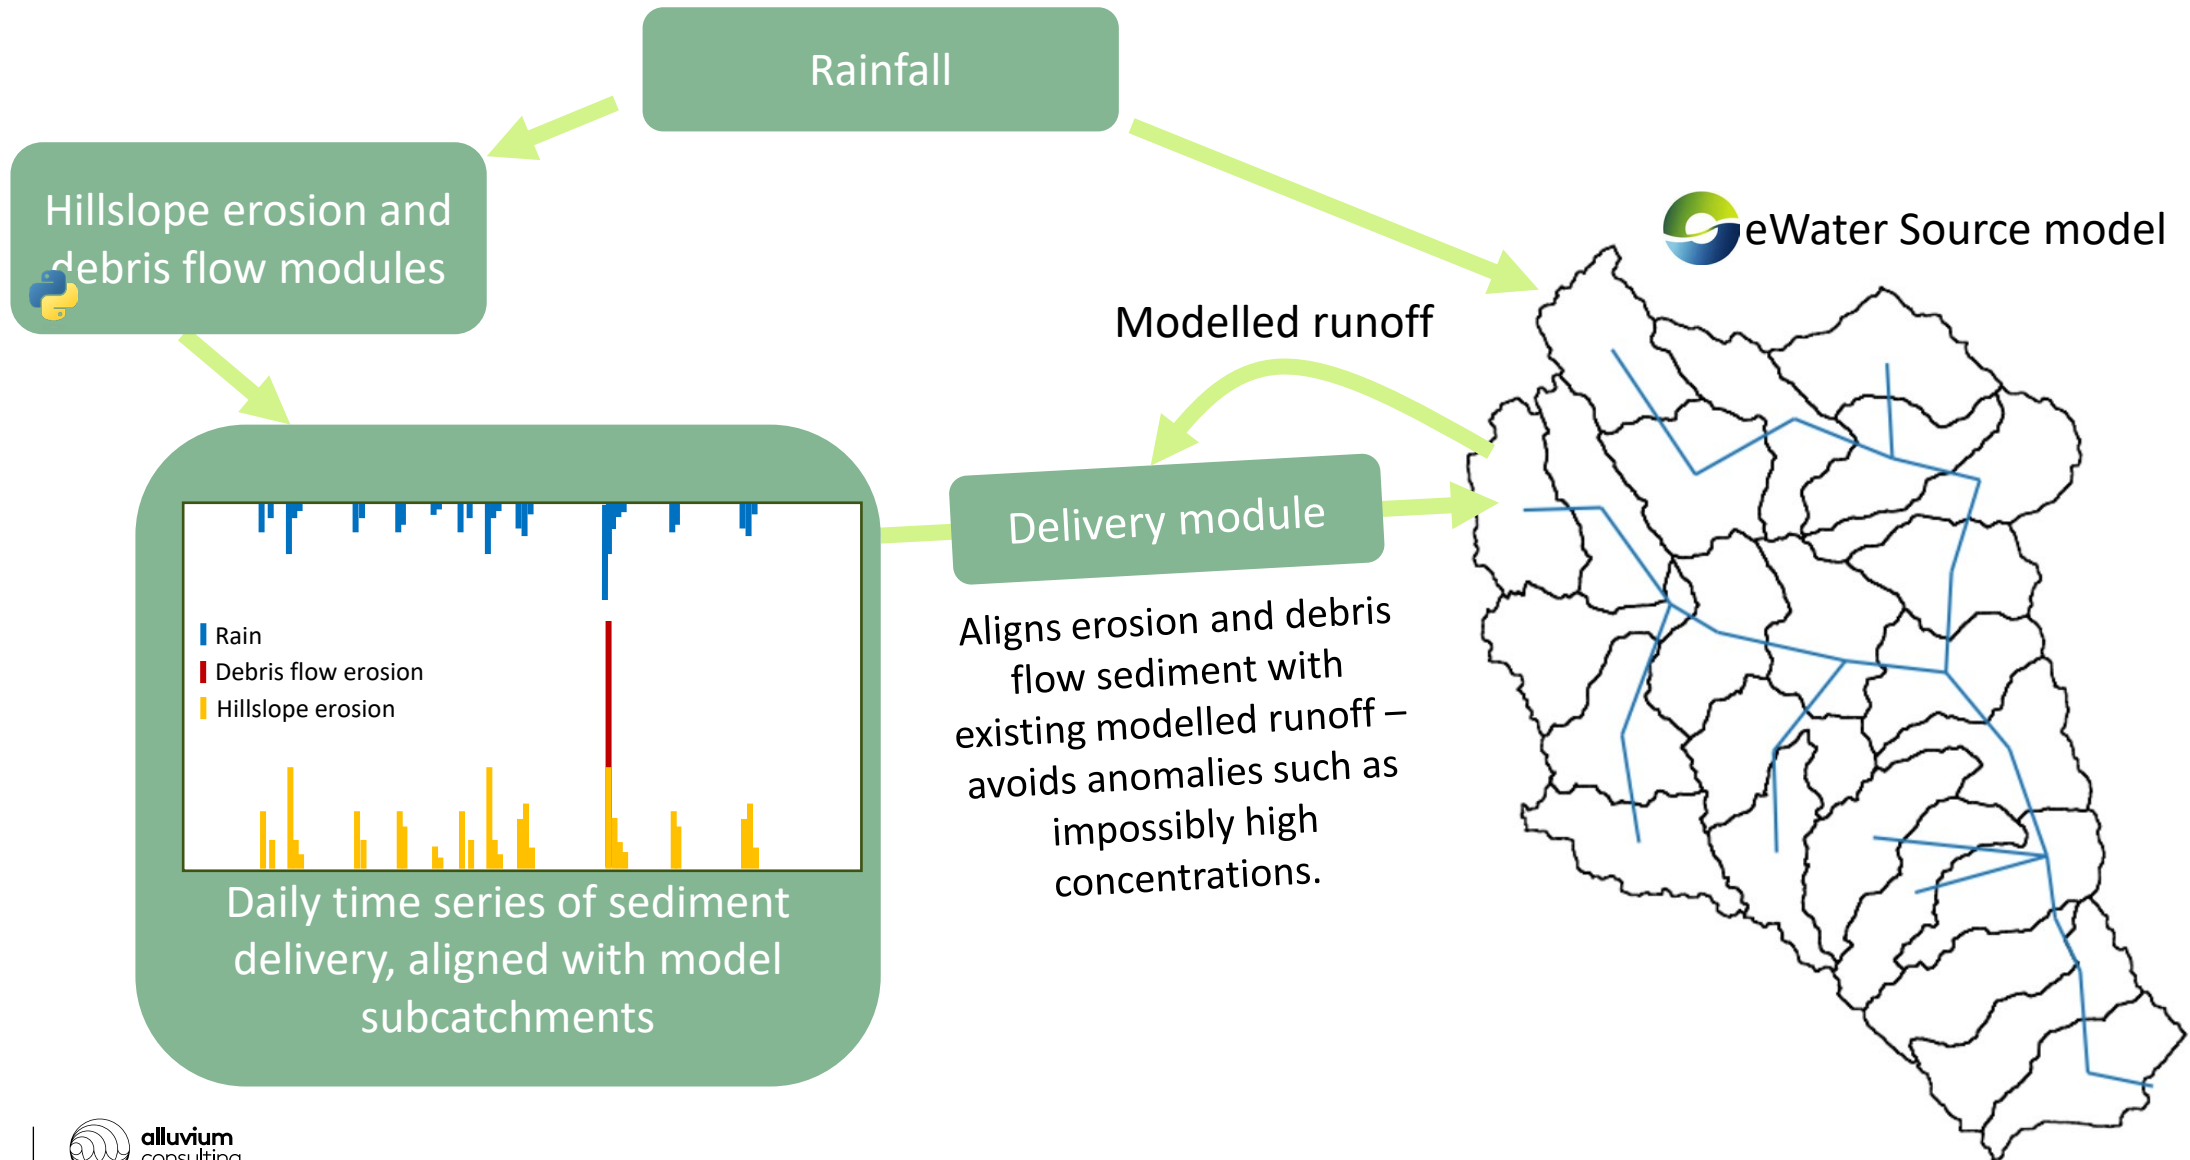 Rainfall
Hillslope erosion and
debris flow modules
eWater Source model
Modelled runoff
Delivery module
Rain
Debris flow erosion
Hillslope erosion
Aligns erosion and debris
flow sediment with
existing modelled runoff –
avoids anomalies such as
impossibly high
concentrations.
Daily time series of sediment
delivery, aligned with model
subcatchments
alluvium
consulting